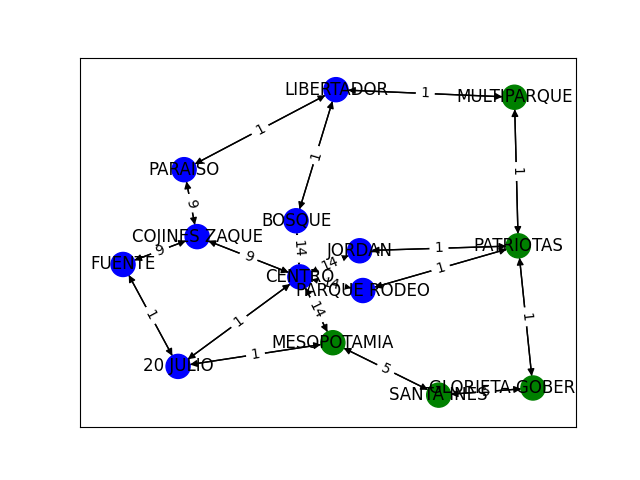 LIBERTADOR
1
MULTIPARQUE
1
1
1
PARAISO
1
9
BOSQUE
COJINES ZAQUE
14
JORDAN
1
PATRIOTAS
9
9
FUENTE
14
1
CENTRO
14
PARQUE RODEO
1
14
1
1
MESOPOTAMIA
1
20 JULIO
5
SANTA INES
GLORIETA GOBER